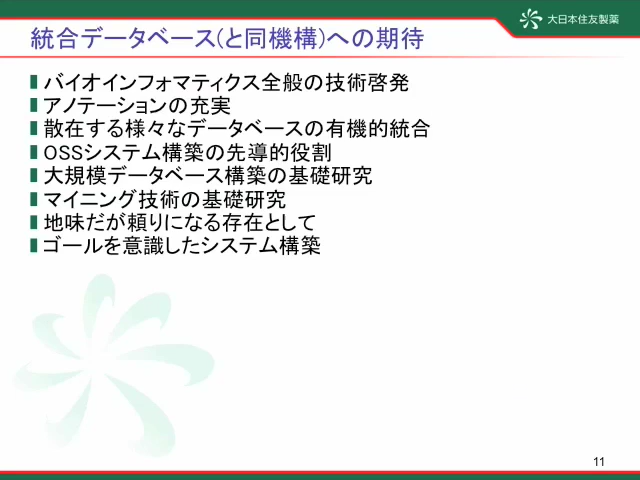 大日本住友製薬
統合データベース(と同機構)への期待
バイオインフォマティクス全般の技術啓発
アノテーションの充実
散在する様々なデータベースの有機的統合
OSSシステム構築の先導的役割
大規模データベース構築の基礎研究
マイニング技術の基礎研究
地味だが頼りになる存在として
ゴールを意識したシステム構築
11